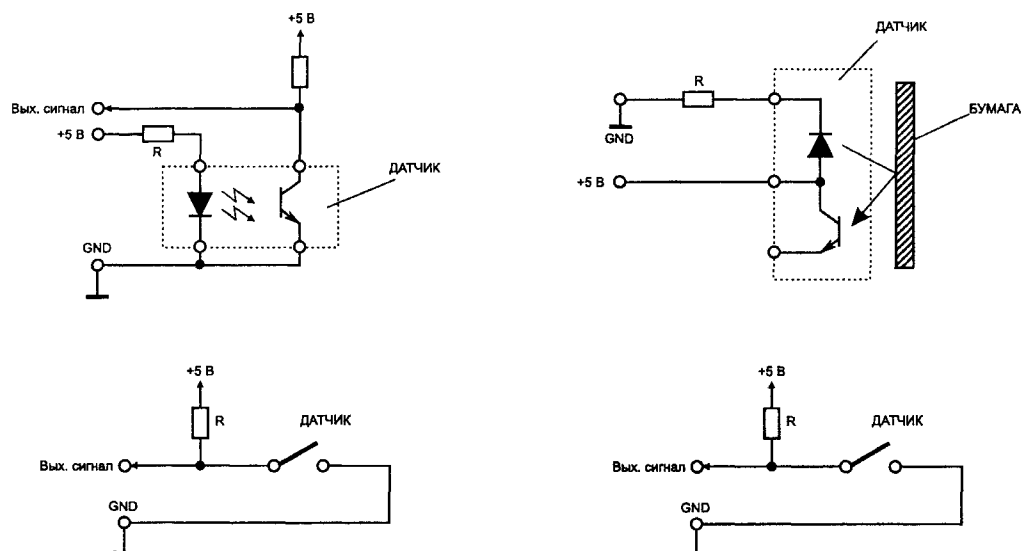 +5 В
Вых. сигнал
+5 В
R
ДАТЧИК
GND
ДАТЧИК
R
БУМАГА
GND
+5 В
+5 В
R
ДАТЧИК
Вых. сигнал
GND
+5 В
R
ДАТЧИК
Вых. сигнал
GND